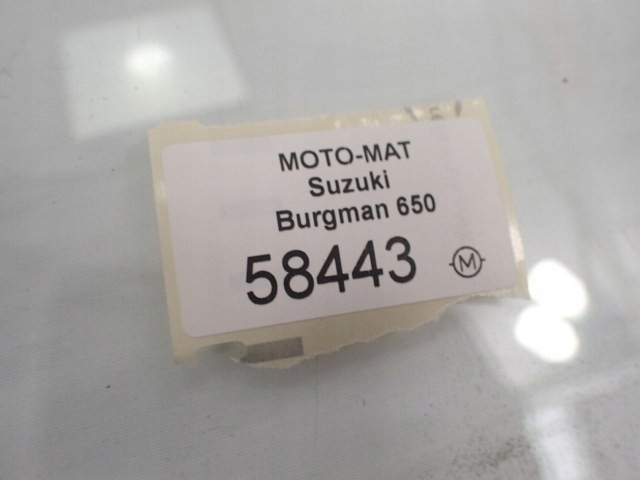 MOTO-MAT
Suzuki
Burgman 650
58443 M